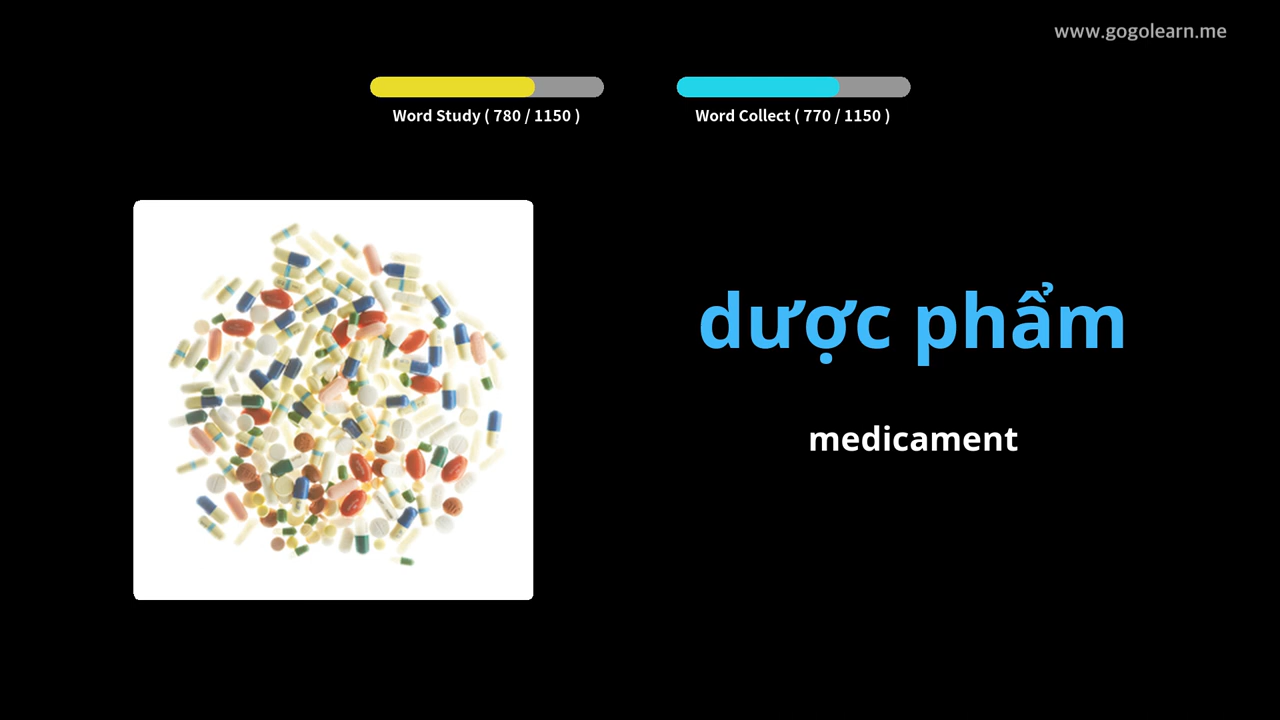 www.gogolearn.me
Word Study ( 780 / 1150 )
Word Collect ( 770 / 1150 )
dược phẩm
medicament